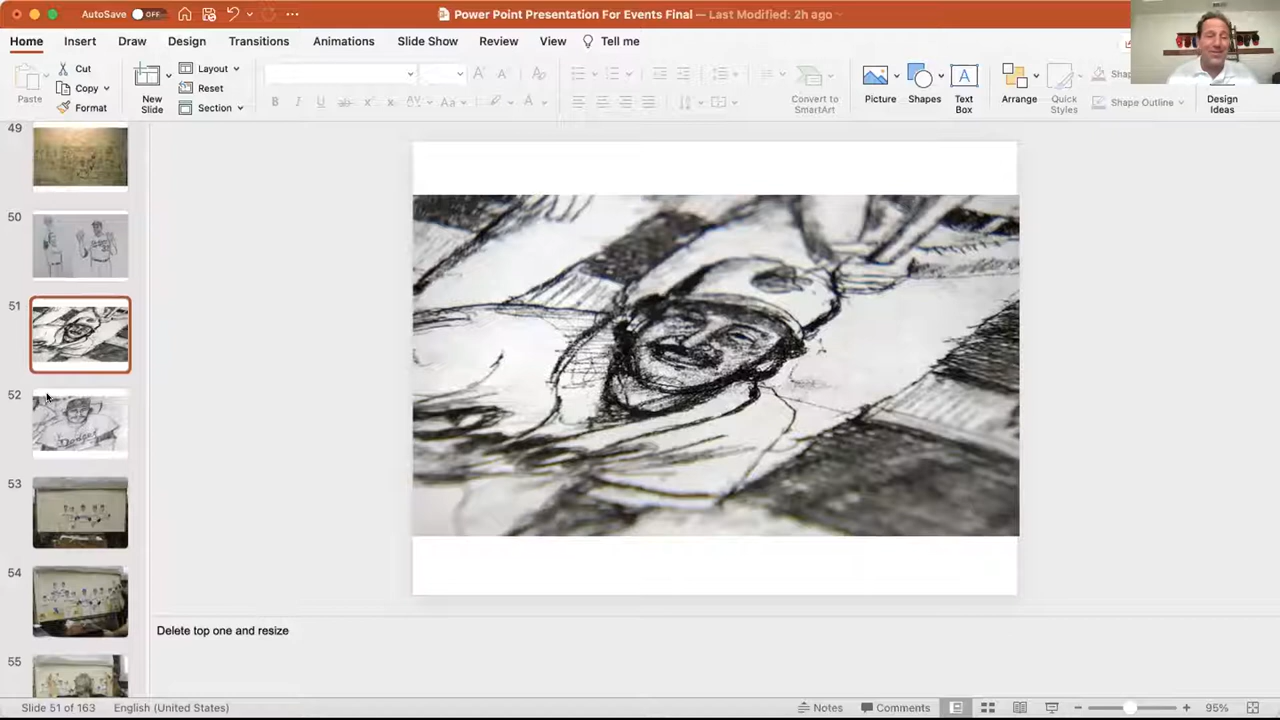 AutoSave OFF
Power Point Presentation For Events Final — Last Modified: 2h ago
Home Insert Draw Design Transitions Animations Slide Show Review View Tell me
Paste
Cut
Copy
Format
New Slide
Layout
Reset
Section
Convert to SmartArt
Picture
Shapes
Text Box
Arrange
Quick Styles
Shape Outline
Design Ideas
49
50
51
52
Dodgers
53
54
55
Delete top one and resize
Slide 51 of 163 English (United States) Notes Comments 95%